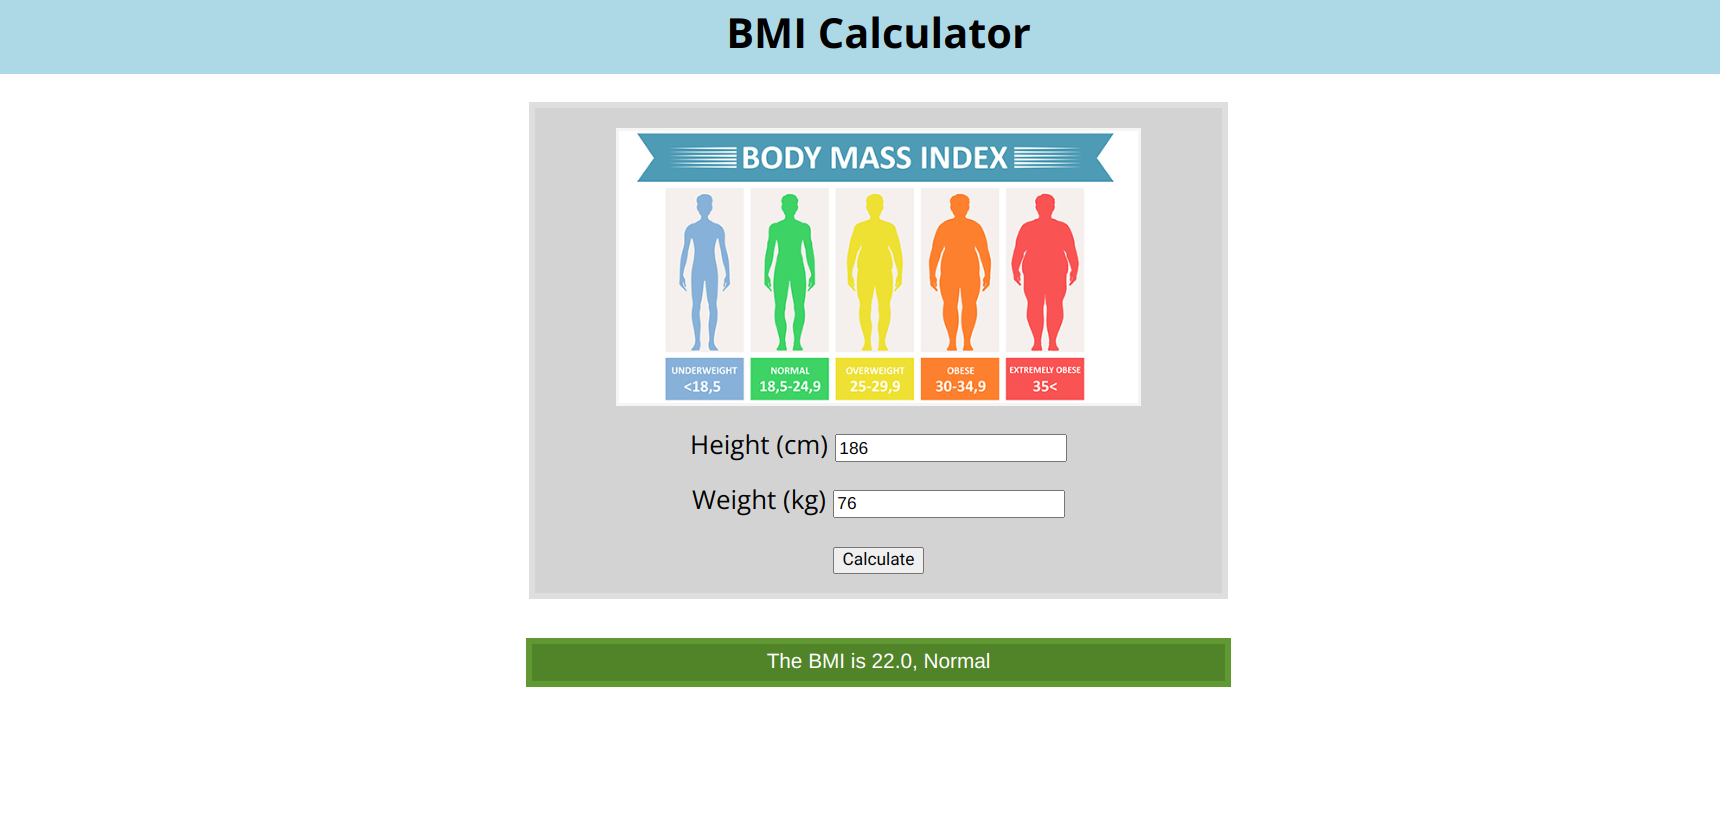 BMI Calculator
BODY MASS INDEX
UNDERWEIGHT NORMAL OVERWEIGHT OBESE EXTREMELY OBESE
<18,5 18,5-24,9 25-29,9 30-34,9 35<
Height (cm) 186
Weight (kg) 76
Calculate
The BMI is 22.0, Normal